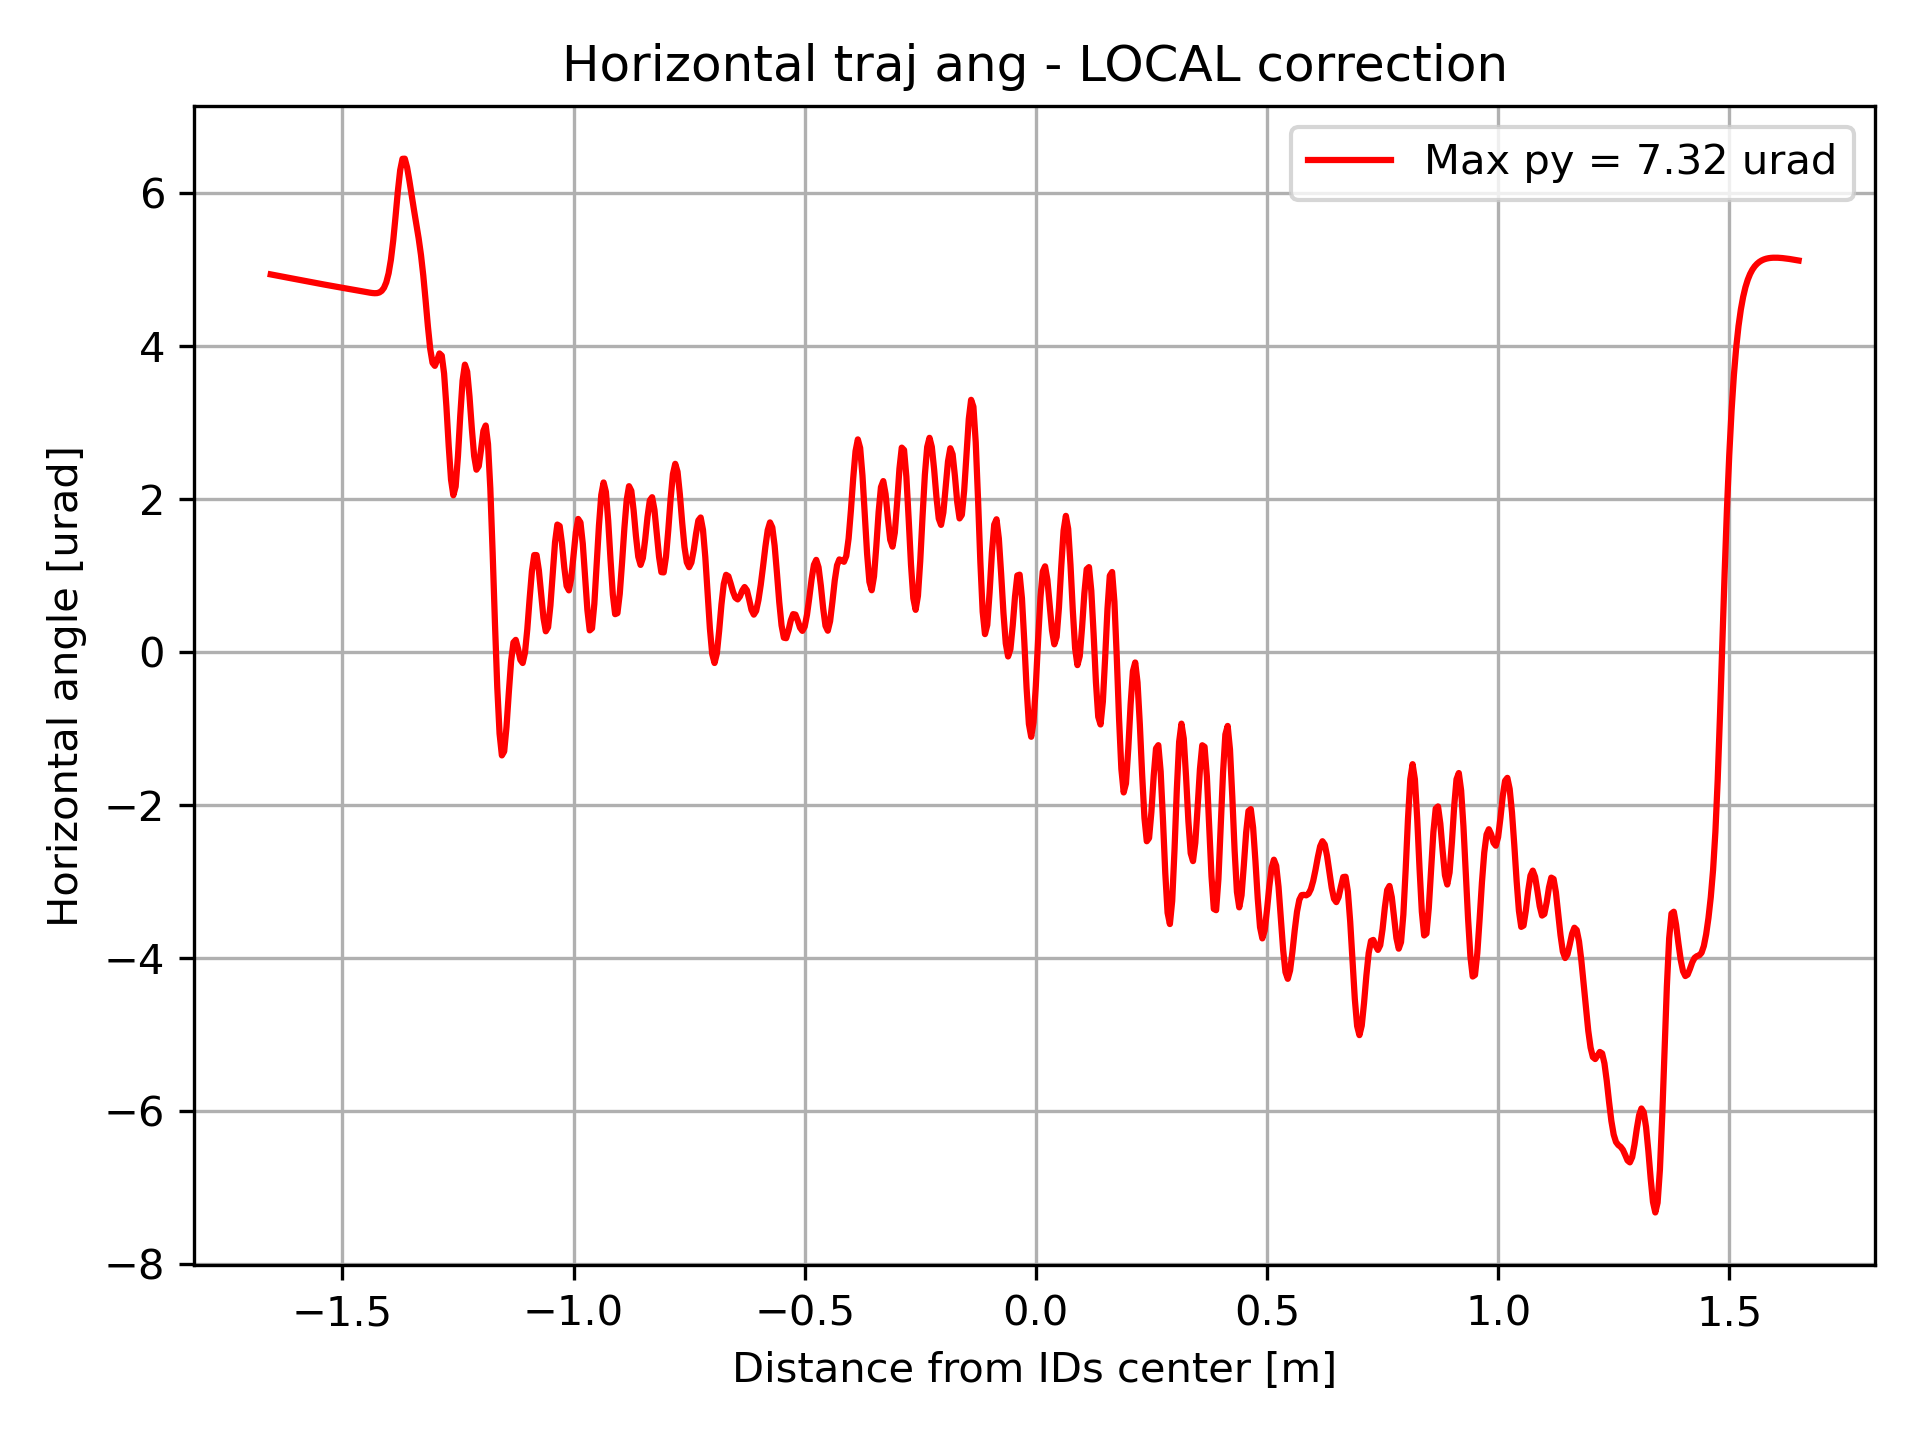 Horizontal traj ang - LOCAL correction
Max py = 7.32 urad
6
4
2
0
−2
−4
−6
−8
Horizontal angle [urad]
−1.5 −1.0 −0.5 0.0 0.5 1.0 1.5
Distance from IDs center [m]